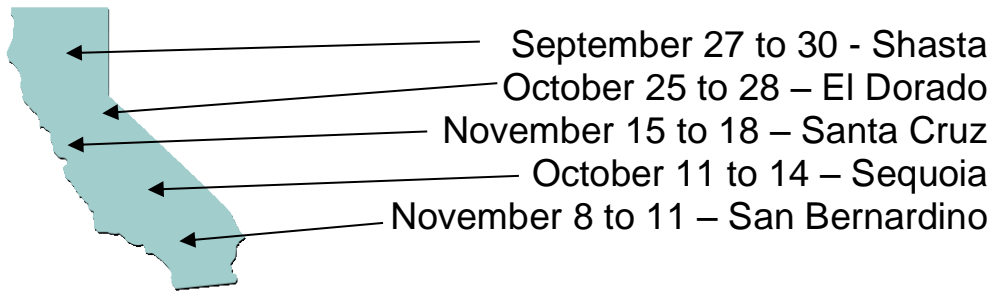 September 27 to 30 - Shasta
October 25 to 28 – El Dorado
November 15 to 18 – Santa Cruz
October 11 to 14 – Sequoia
November 8 to 11 – San Bernardino